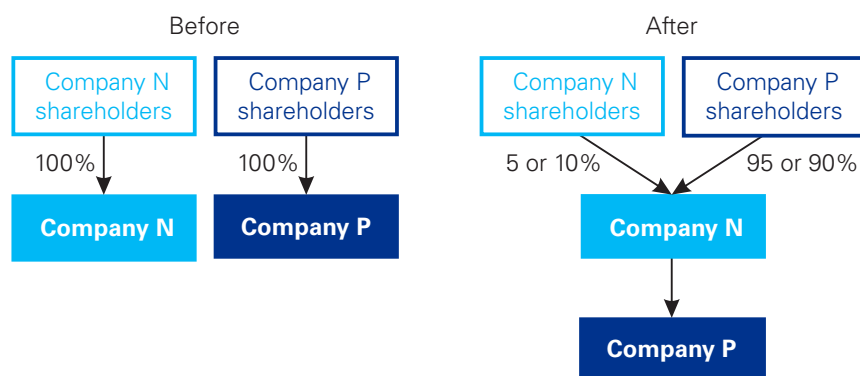 Before
After
Company N
shareholders
Company P
shareholders
Company N
shareholders
Company P
shareholders
100%
100%
5 or 10%
95 or 90%
Company N
Company P
Company N
Company P